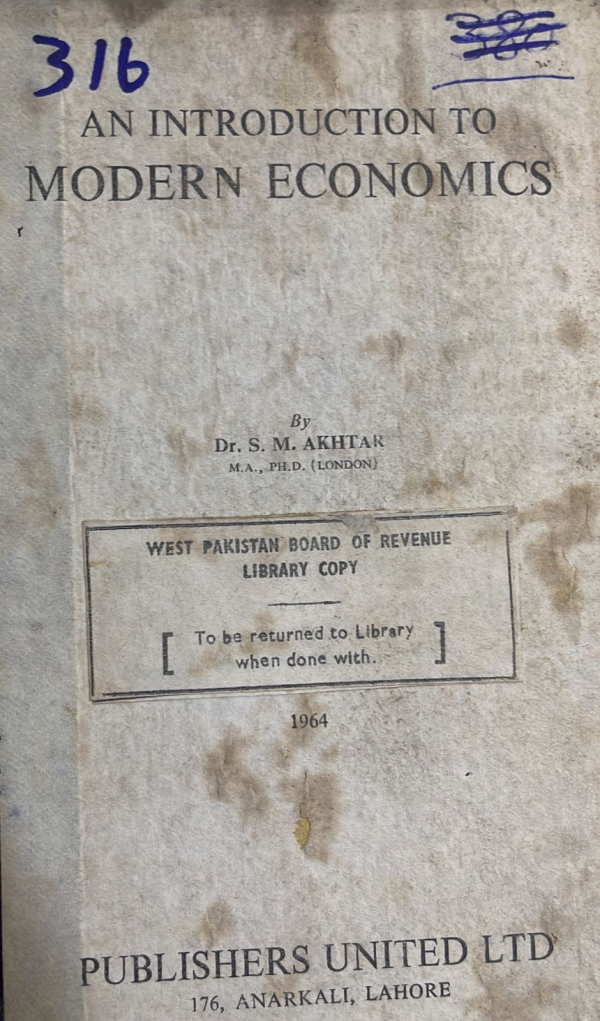 316
AN INTRODUCTION TO
MODERN ECONOMICS
By
Dr. S. M. AKHTAR
M.A., PH.D. (LONDON)
WEST PAKISTAN BOARD OF REVENUE
LIBRARY COPY
[ To be returned to Library
when done with. ]
1964
PUBLISHERS UNITED LTD
176, ANARKALI, LAHORE